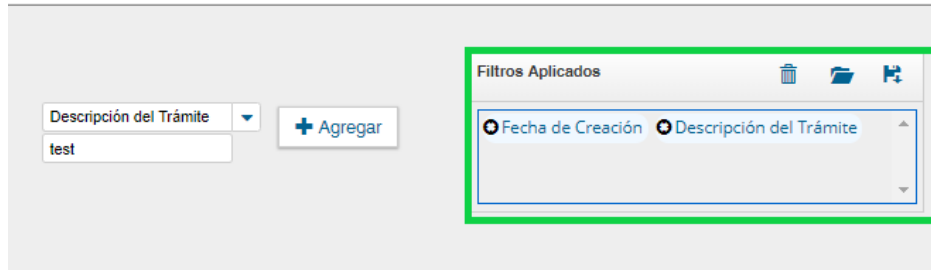 Descripción del Trámite
test
Agregar
Filtros Aplicados
Fecha de Creación Descripción del Trámite